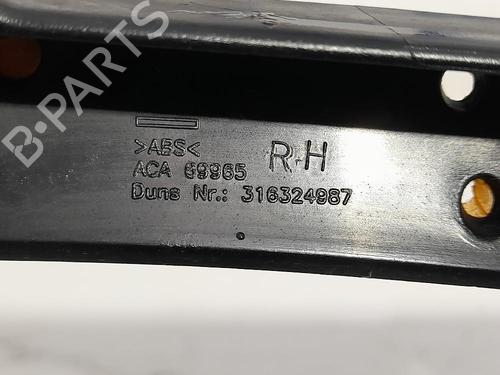 B-PARTS
>ABS<
R-H
ACA 69965
Duns Nr.: 316324987